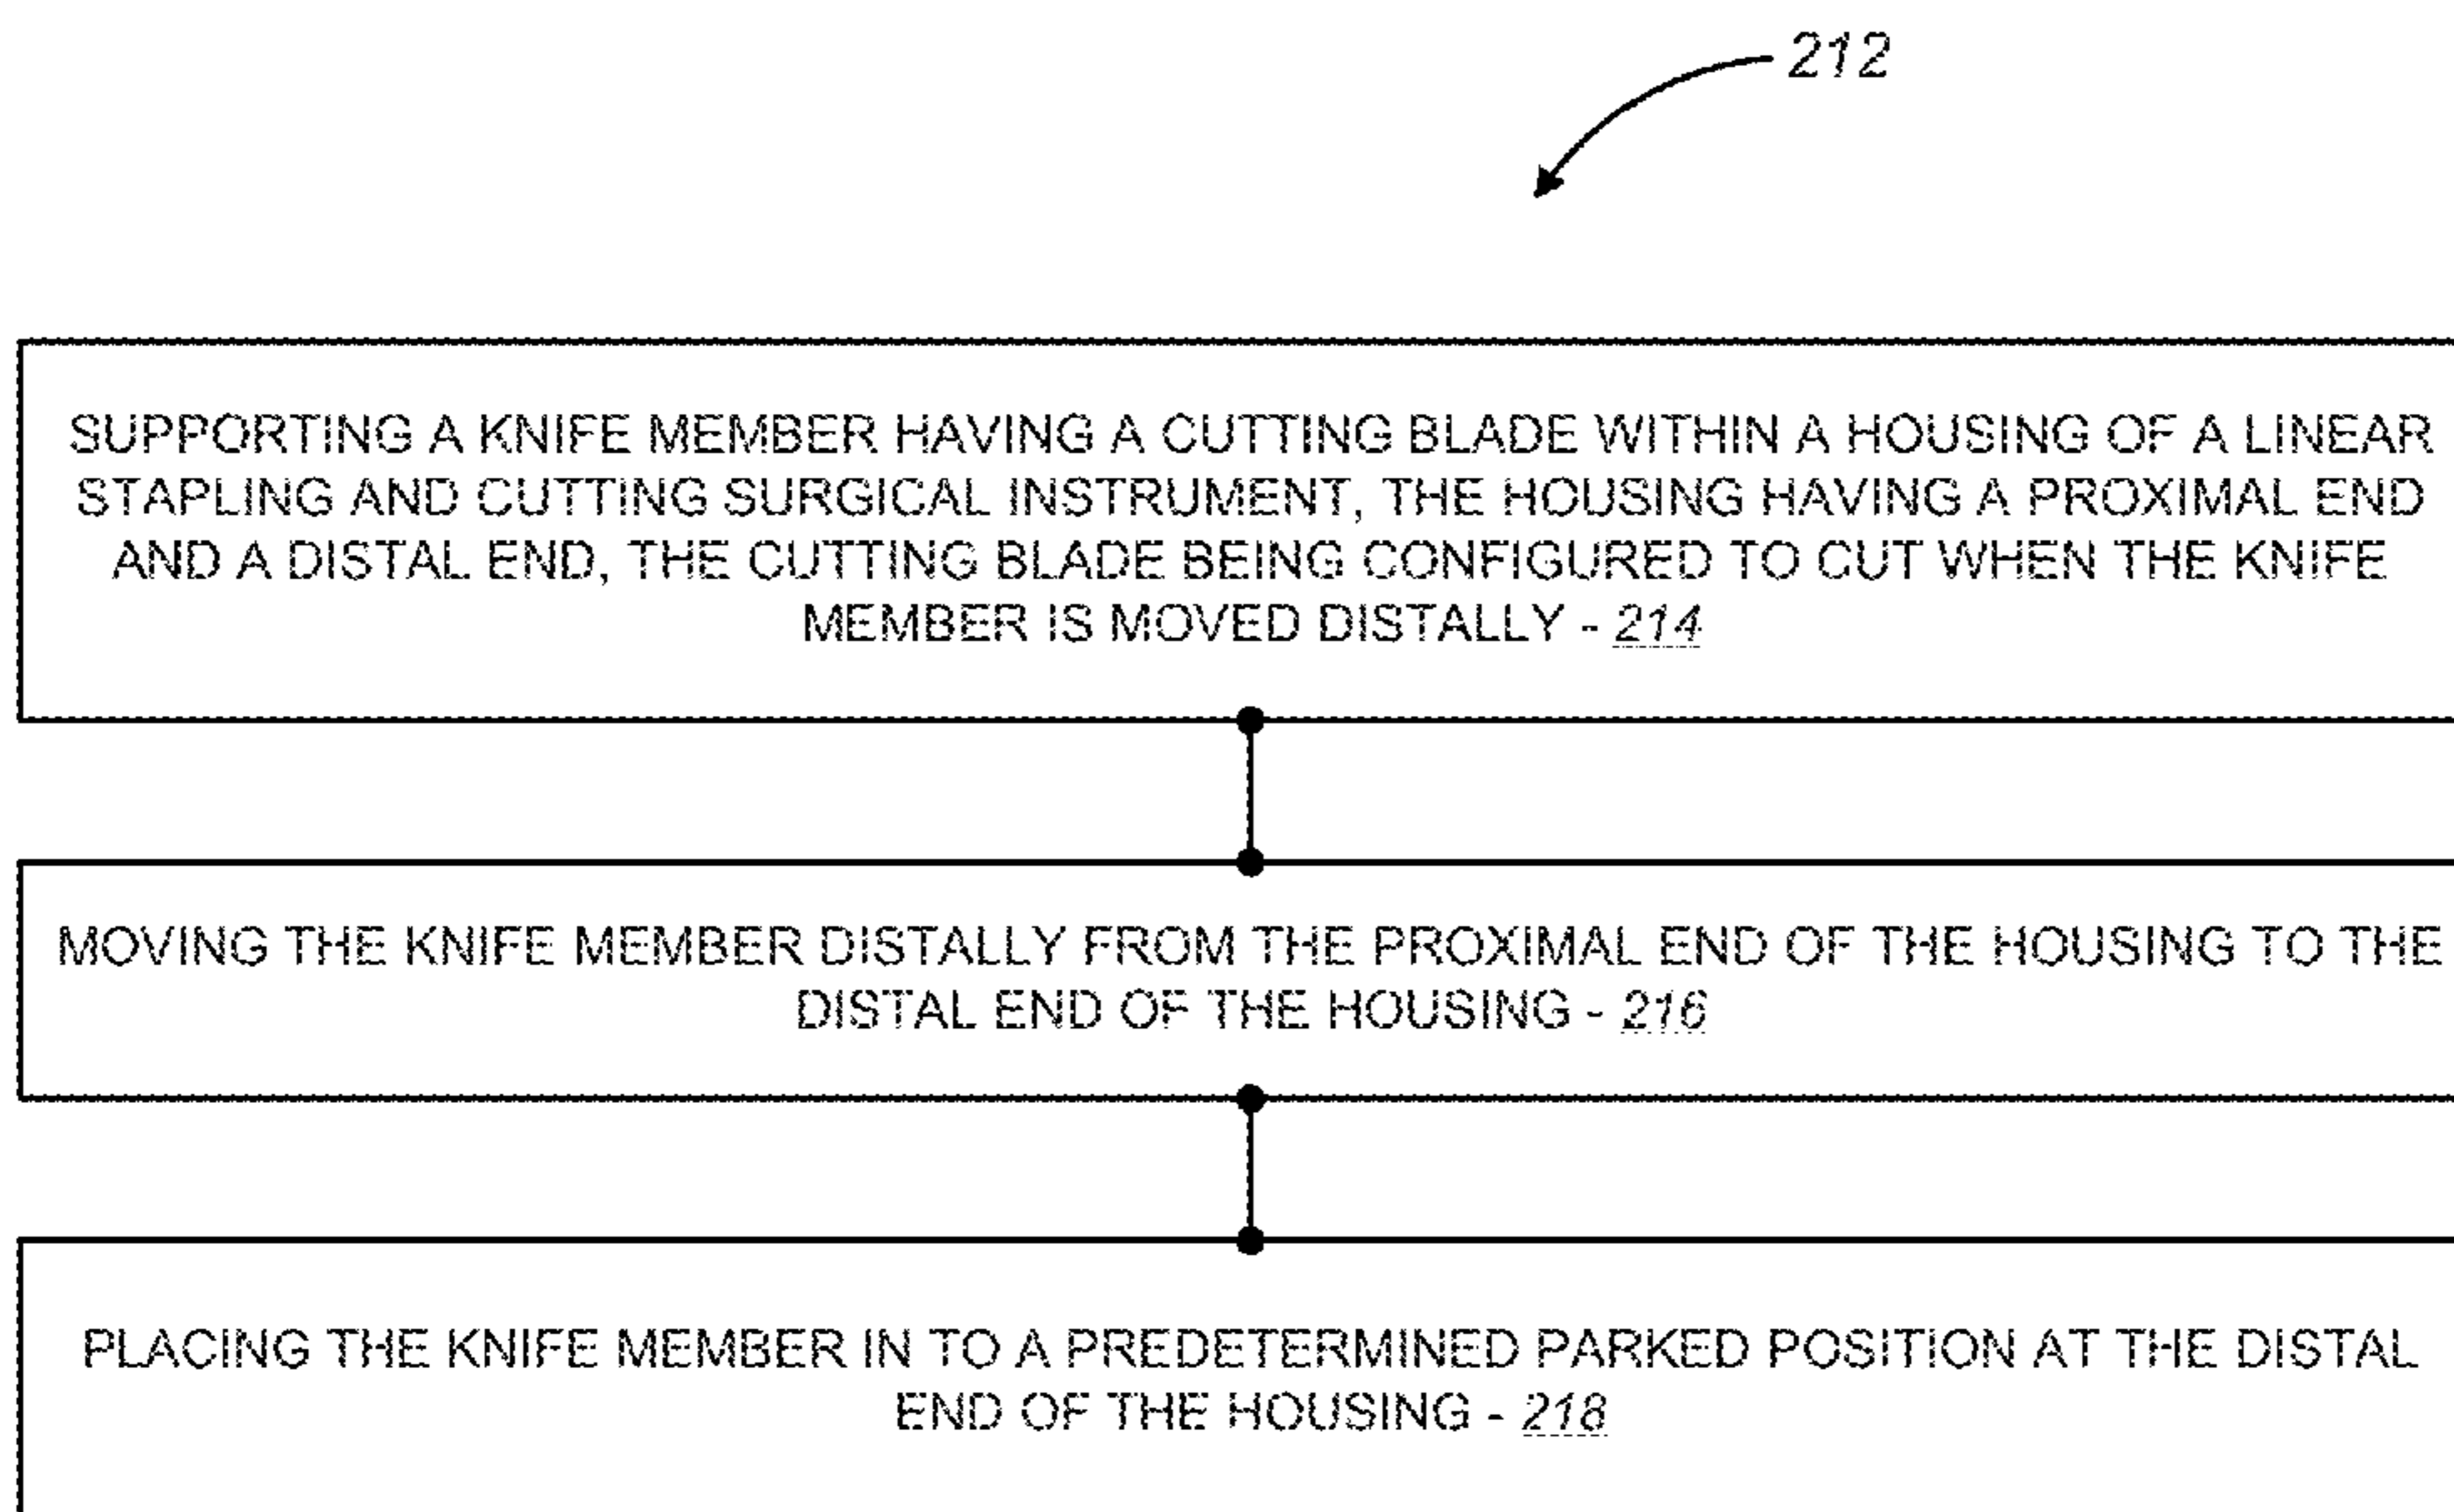 212
SUPPORTING A KNIFE MEMBER HAVING A CUTTING BLADE WITHIN A HOUSING OF A LINEAR
STAPLING AND CUTTING SURGICAL INSTRUMENT, THE HOUSING HAVING A PROXIMAL END
AND A DISTAL END, THE CUTTING BLADE BEING CONFIGURED TO CUT WHEN THE KNIFE
MEMBER IS MOVED DISTALLY - 214
MOVING THE KNIFE MEMBER DISTALLY FROM THE PROXIMAL END OF THE HOUSING TO THE
DISTAL END OF THE HOUSING - 216
PLACING THE KNIFE MEMBER IN TO A PREDETERMINED PARKED POSITION AT THE DISTAL
END OF THE HOUSING - 218